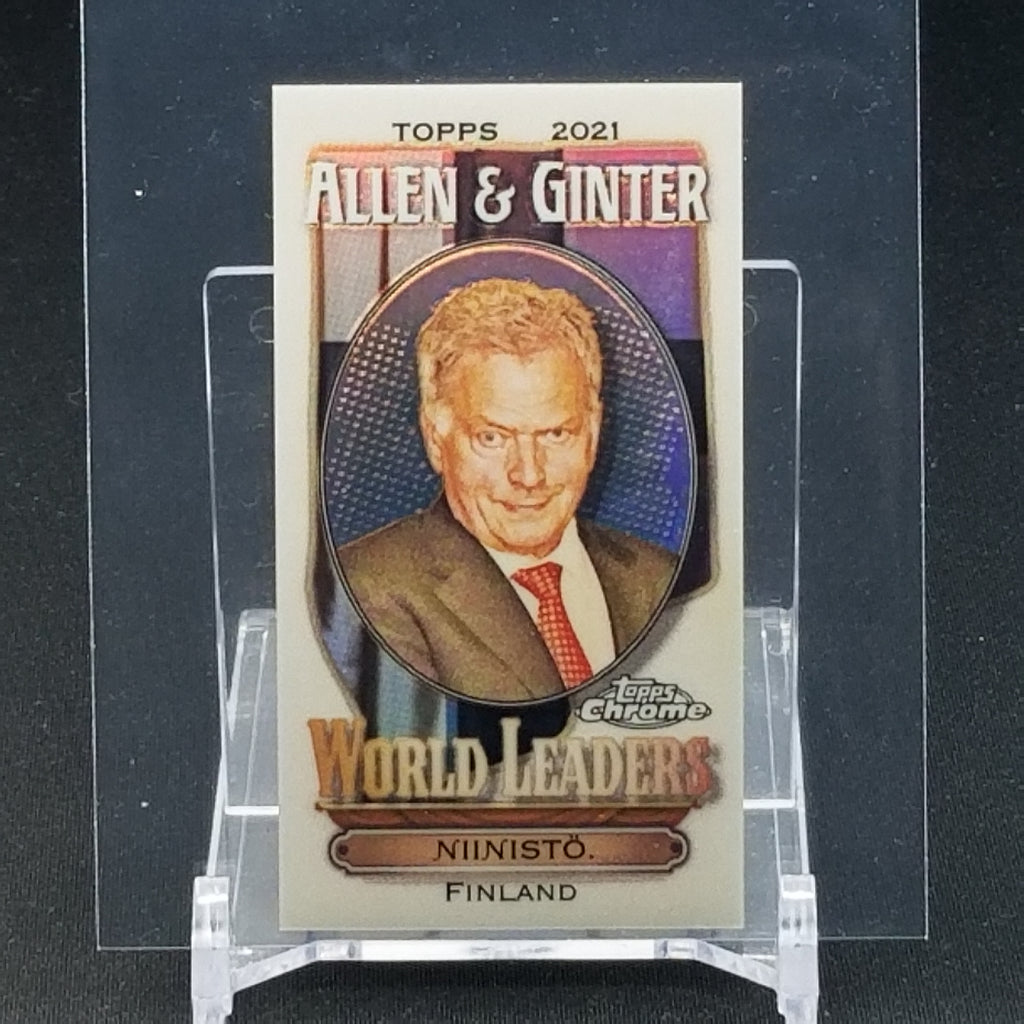 TOPPS 2021
ALLEN & GINTER
topps
Chrome
WORLD LEADERS
NIINISTÖ.
FINLAND